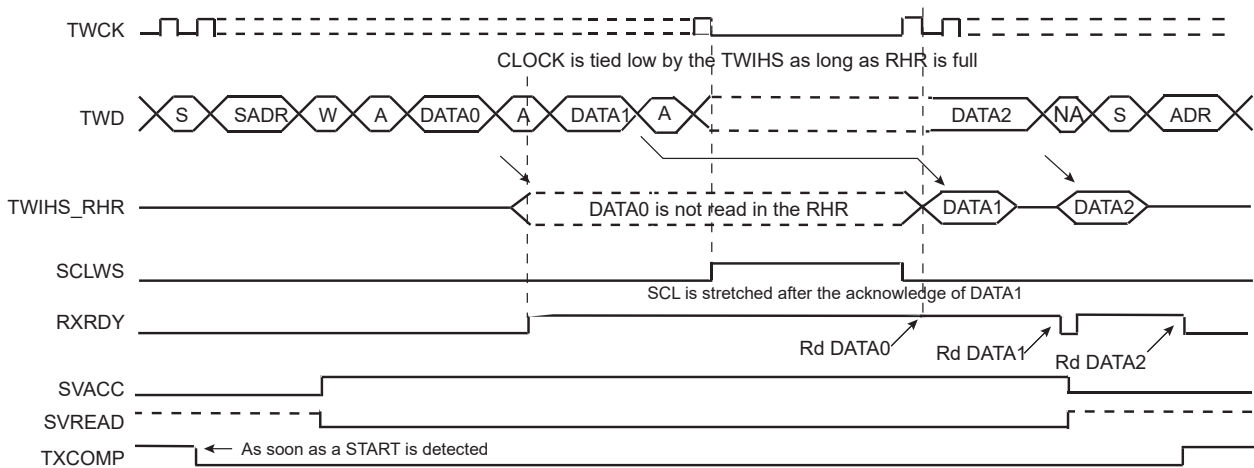 TWCK
CLOCK is tied low by the TWIHS as long as RHR is full
TWD S SADR W A DATA0 A DATA1 A DATA2 NA S ADR
TWIHS_RHR DATA0 is not read in the RHR DATA1 DATA2
SCLWS
SCL is stretched after the acknowledge of DATA1
RXRDY
Rd DATA0 Rd DATA1 Rd DATA2
SVACC
SVREAD
As soon as a START is detected
TXCOMP